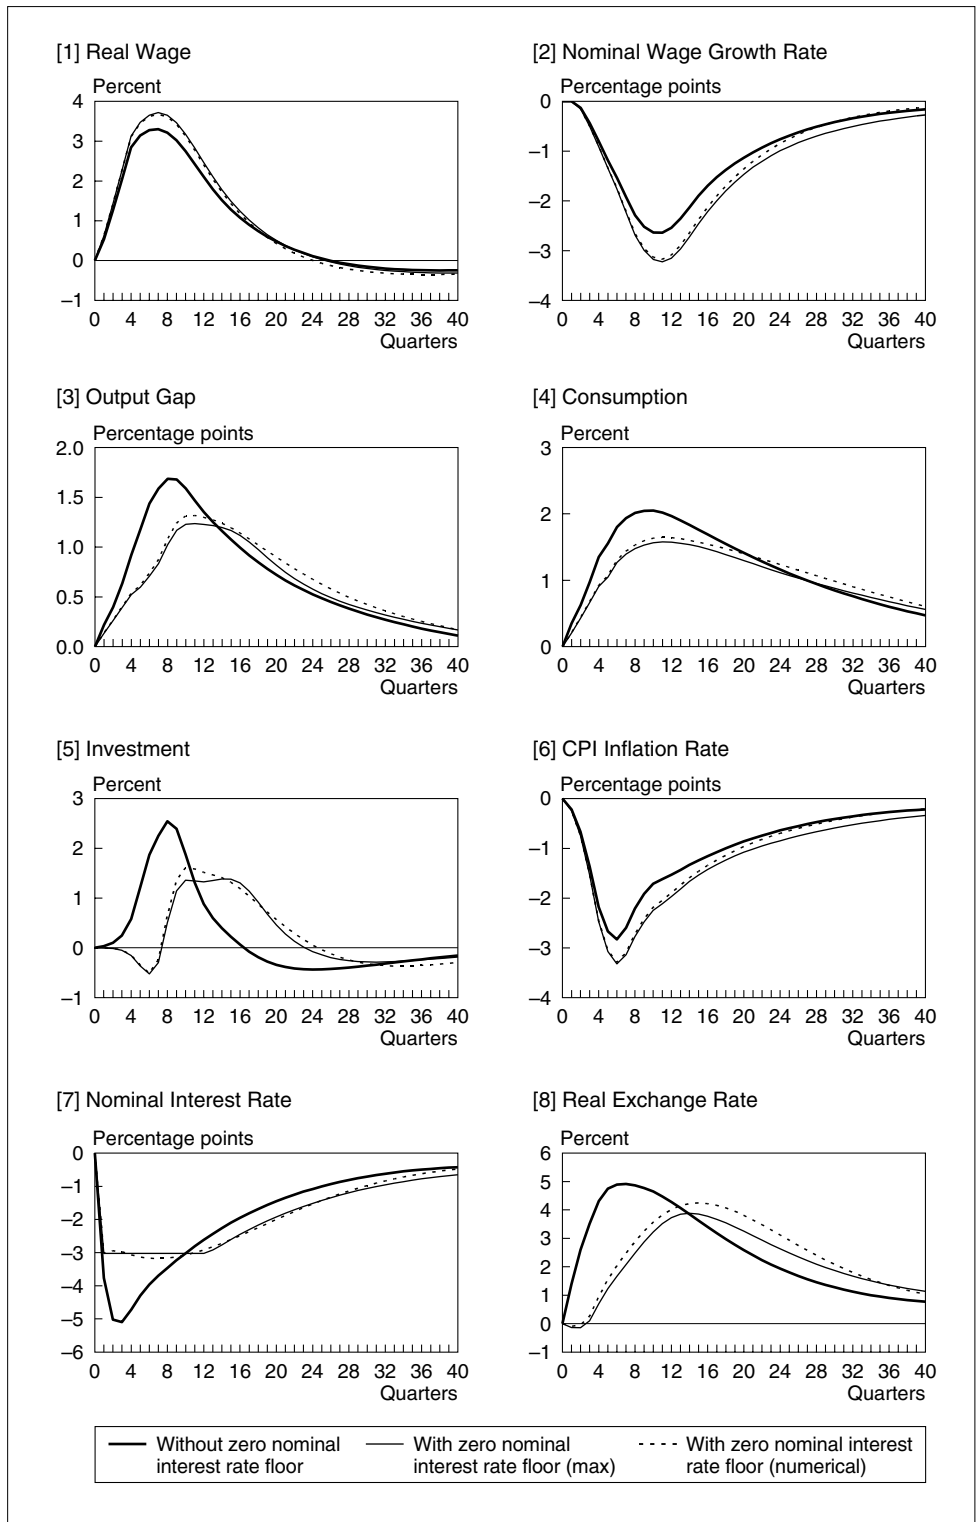 [1] Real Wage
Percent
4
3
2
1
0
–1
0 4 8 12 16 20 24 28 32 36 40
Quarters
[2] Nominal Wage Growth Rate
Percentage points
0
–1
–2
–3
–4
0 4 8 12 16 20 24 28 32 36 40
Quarters
[3] Output Gap
Percentage points
2.0
1.5
1.0
0.5
0.0
0 4 8 12 16 20 24 28 32 36 40
Quarters
[4] Consumption
Percent
3
2
1
0
0 4 8 12 16 20 24 28 32 36 40
Quarters
[5] Investment
Percent
3
2
1
0
–1
0 4 8 12 16 20 24 28 32 36 40
Quarters
[6] CPI Inflation Rate
Percentage points
0
–1
–2
–3
–4
0 4 8 12 16 20 24 28 32 36 40
Quarters
[7] Nominal Interest Rate
Percentage points
0
–1
–2
–3
–4
–5
–6
0 4 8 12 16 20 24 28 32 36 40
Quarters
[8] Real Exchange Rate
Percent
6
5
4
3
2
1
0
–1
0 4 8 12 16 20 24 28 32 36 40
Quarters
Without zero nominal
interest rate floor
With zero nominal
interest rate floor (max)
With zero nominal interest
rate floor (numerical)